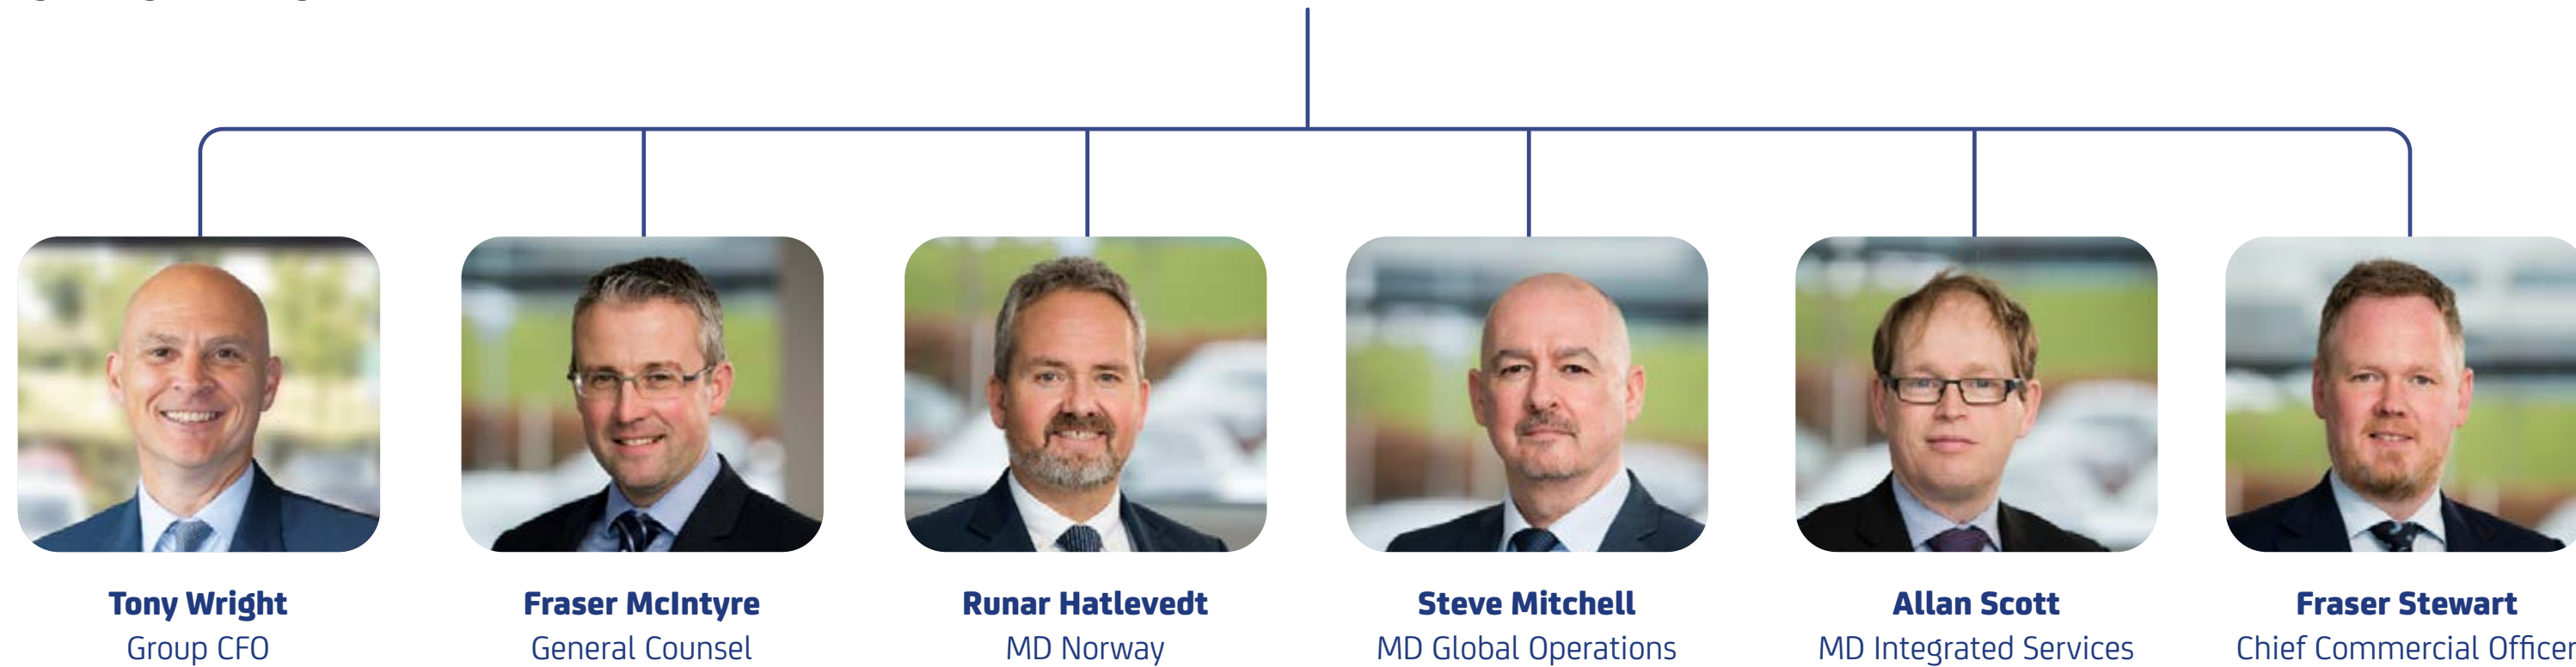 Tony Wright
Group CFO
Fraser McIntyre
General Counsel
Runar Hatlevedt
MD Norway
Steve Mitchell
MD Global Operations
Allan Scott
MD Integrated Services
Fraser Stewart
Chief Commercial Officer